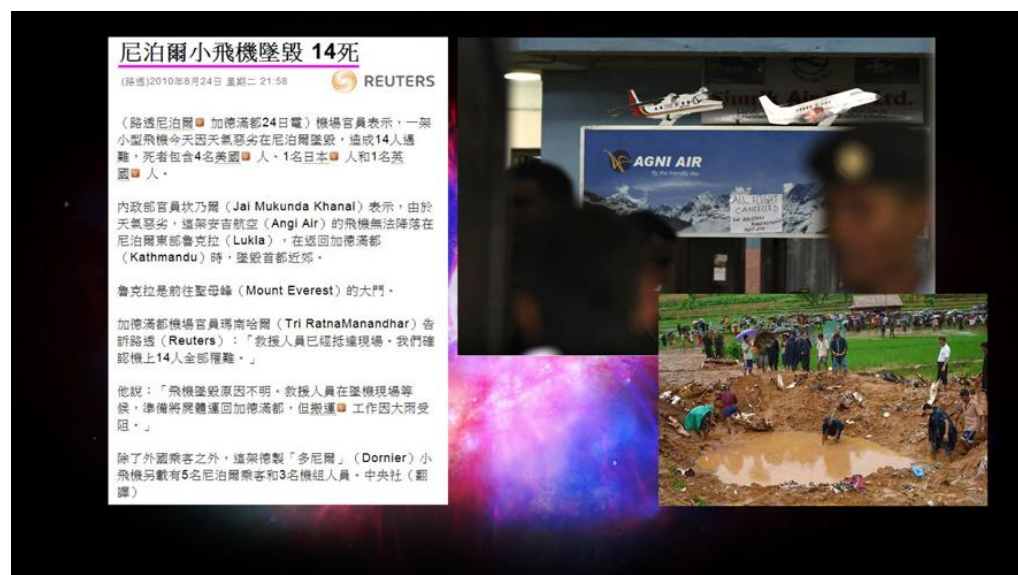 尼泊爾小飛機墜毀 14死
(路透)2010年8月24日 星期二 21:58
REUTERS
（路透尼泊爾 加德滿都24日電）機場官員表示，一架
小型飛機今天因天氣惡劣在尼泊爾墜毀，造成14人遇
難，死者包含4名美國 人、1名日本 人和1名英
國 人。
內政部官員坎乃爾（Jai Mukunda Khanal）表示，由於
天氣惡劣，這架安吉航空（Angi Air）的飛機無法降落在
尼泊爾東部魯克拉（Lukla），在返回加德滿都
（Kathmandu）時，墜毀首都近郊。
魯克拉是前往聖母峰（Mount Everest）的大門。
加德滿都機場官員瑪南哈爾（Tri RatnaManandhar）告
訴路透（Reuters）：「救援人員已經抵達現場。我們確
認機上14人全部罹難。」
他說：「飛機墜毀原因不明。救援人員在墜機現場等
候，準備將屍體運回加德滿都，但搬運 工作因大雨受
阻。」
除了外國乘客之外，這架德製「多尼爾」（Dornier）小
飛機另載有5名尼泊爾乘客和3名機組人員。中央社（翻
譯）
Simrik Air Pvt. Ltd.
AGNI AIR
fly the friendly skies
ALL FLIGHT
CANCELLED